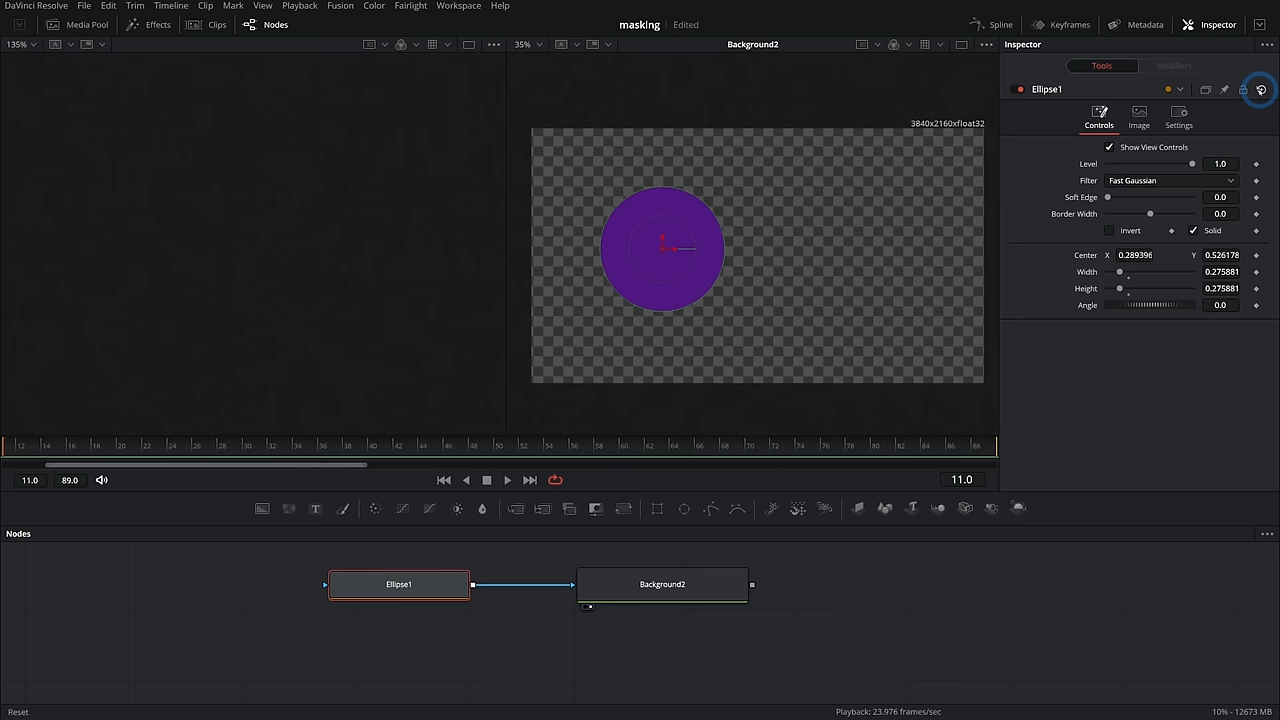 DaVinci Resolve File Edit Trim Timeline Clip Mark View Playback Fusion Color Fairlight Workspace Help
Media Pool Effects Clips Nodes masking Edited Spline Keyframes Metadata Inspector
135% 35% Background2 Inspector
Tools Modifiers
Ellipse1
Controls Image Settings
3840x2160xfloat32
Show View Controls
Level 1.0
Filter Fast Gaussian
Soft Edge 0.0
Border Width 0.0
Invert Solid
Center X 0.289396 Y 0.526178
Width 0.275881
Height 0.275881
Angle 0.0
12 14 16 18 20 22 24 26 28 30 32 34 36 38 40 42 44 46 48 50 52 54 56 58 60 62 64 66 68 70 72 74 76 78 80 82 84 86 88
11.0 89.0 11.0
Nodes
Ellipse1 Background2
Reset Playback: 23.976 frames/sec 10% - 12673 MB